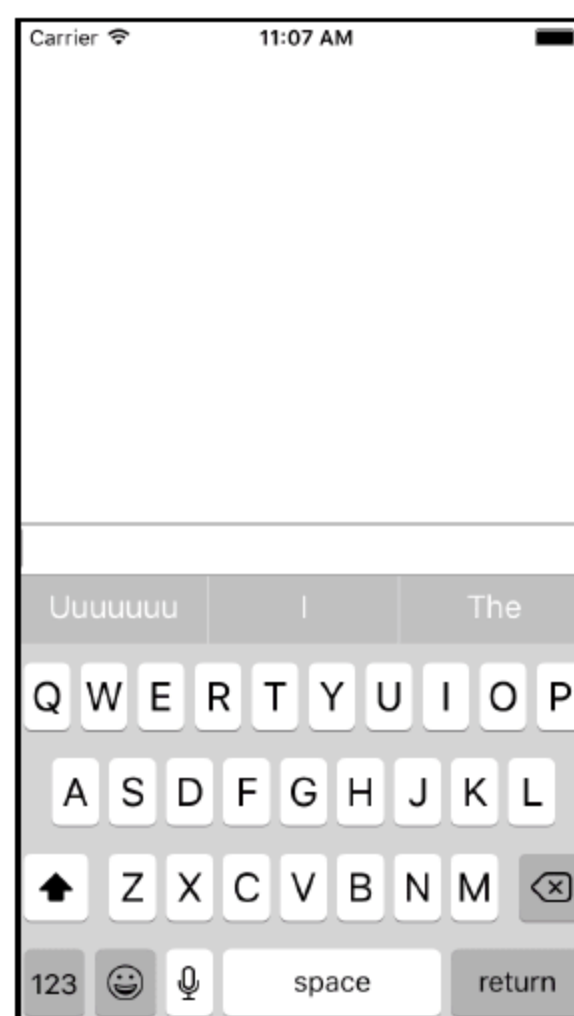 Carrier 11:07 AM
Uuuuuuu I The
Q W E R T Y U I O P
A S D F G H J K L
Z X C V B N M
123 space return